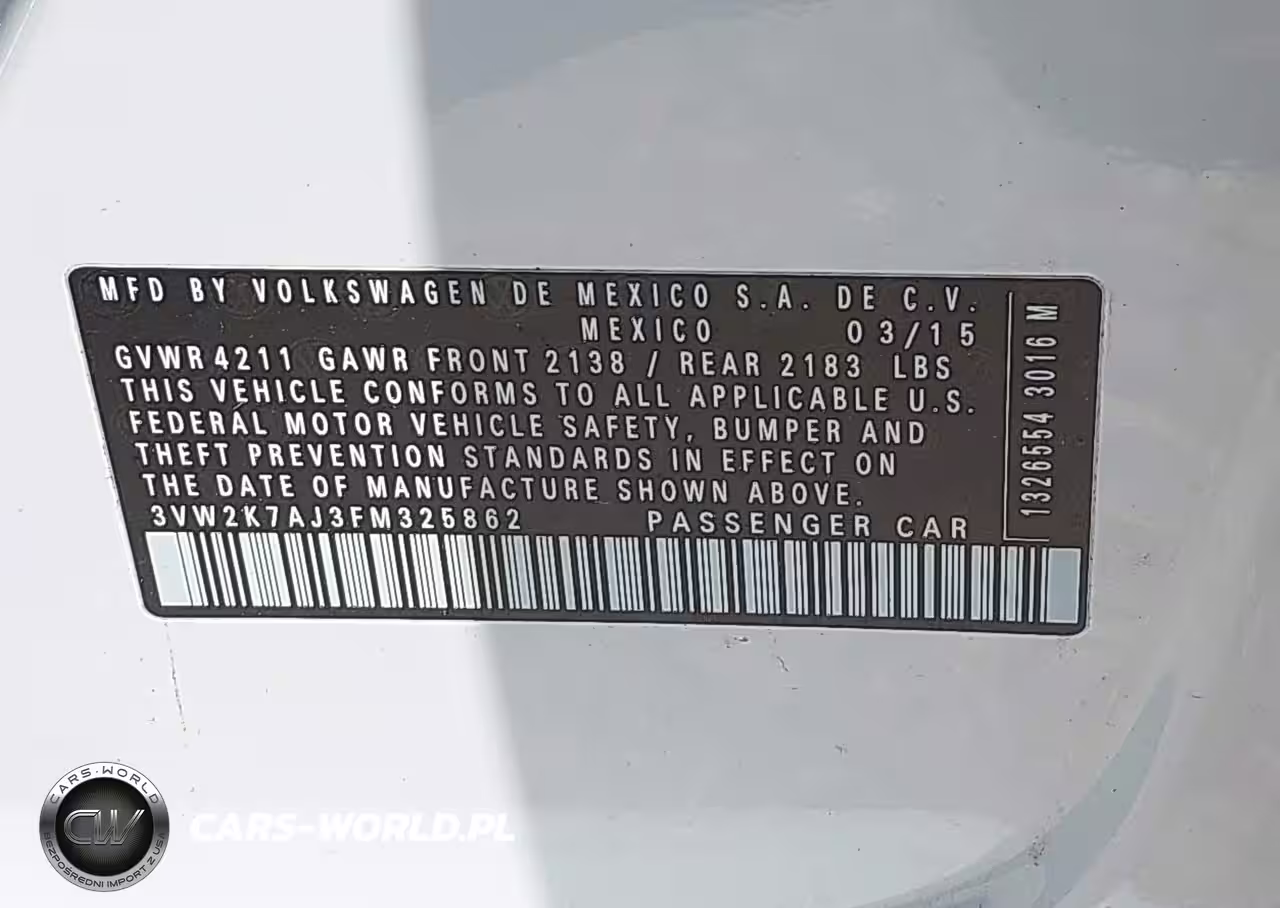 MFD BY VOLKSWAGEN DE MEXICO S.A. DE C.V.
MEXICO 03/15
GVWR 4211 GAWR FRONT 2138 / REAR 2183 LBS
THIS VEHICLE CONFORMS TO ALL APPLICABLE U.S.
FEDERAL MOTOR VEHICLE SAFETY, BUMPER AND
THEFT PREVENTION STANDARDS IN EFFECT ON
THE DATE OF MANUFACTURE SHOWN ABOVE.
3VW2K7AJ3FM325862 PASSENGER CAR
1326554 3016 M
CARS-WORLD
CW
BEZPOŚREDNI IMPORT Z USA
CARS-WORLD.PL